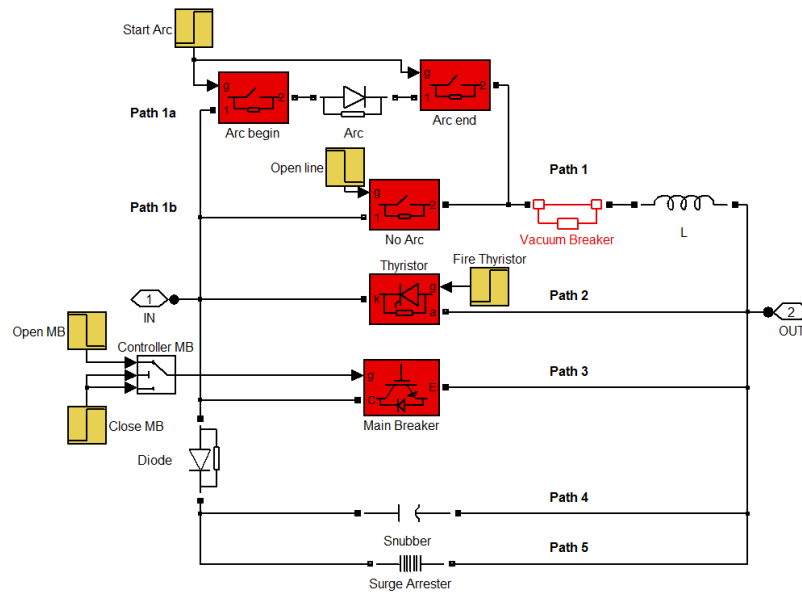 Start Arc
g
1
2
Arc begin
Arc
g
1
2
Arc end
Path 1a
Open line
Path 1
Path 1b
g
1
2
No Arc
Vacuum Breaker
L
Thyristor
Fire Thyristor
K
g
a
1
IN
Path 2
2
OUT
Open MB
Controller MB
Path 3
g
C
E
Main Breaker
Close MB
Diode
Path 4
Snubber
Path 5
Surge Arrester